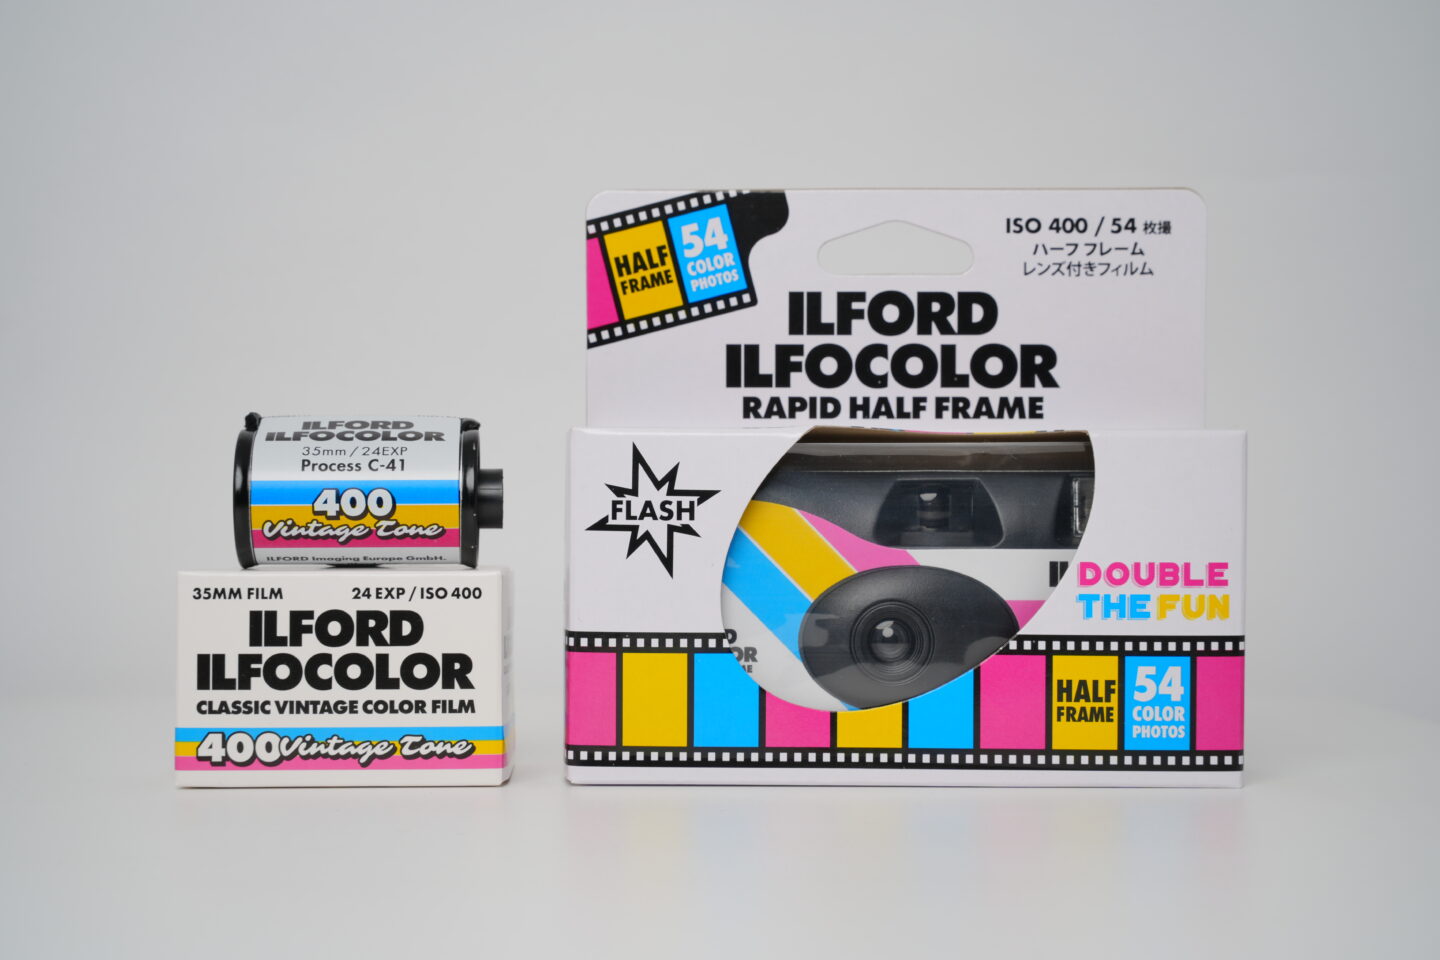 ILFORD
ILFOCOLOR
35mm / 24EXP
Process C-41
400
Vintage Tone
ILFORD Imaging Europe GmbH.
35MM FILM
24 EXP / ISO 400
ILFORD
ILFOCOLOR
CLASSIC VINTAGE COLOR FILM
400 Vintage Tone
HALF
FRAME
54
COLOR
PHOTOS
ISO 400 / 54 枚撮
ハーフ フレーム
レンズ付きフィルム
ILFORD
ILFOCOLOR
RAPID HALF FRAME
FLASH
DOUBLE
THE FUN
HALF
FRAME
54
COLOR
PHOTOS